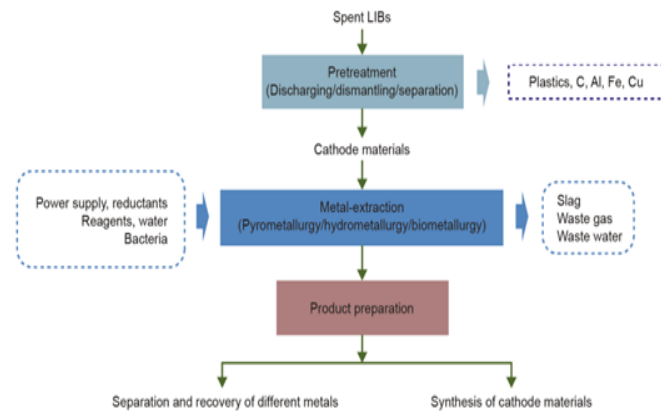 Spent LIBs
Pretreatment
(Discharging/dismantling/separation)
Plastics, C, Al, Fe, Cu
Cathode materials
Power supply, reductants
Reagents, water
Bacteria
Metal-extraction
(Pyrometallurgy/hydrometallurgy/biometallurgy)
Slag
Waste gas
Waste water
Product preparation
Separation and recovery of different metals
Synthesis of cathode materials